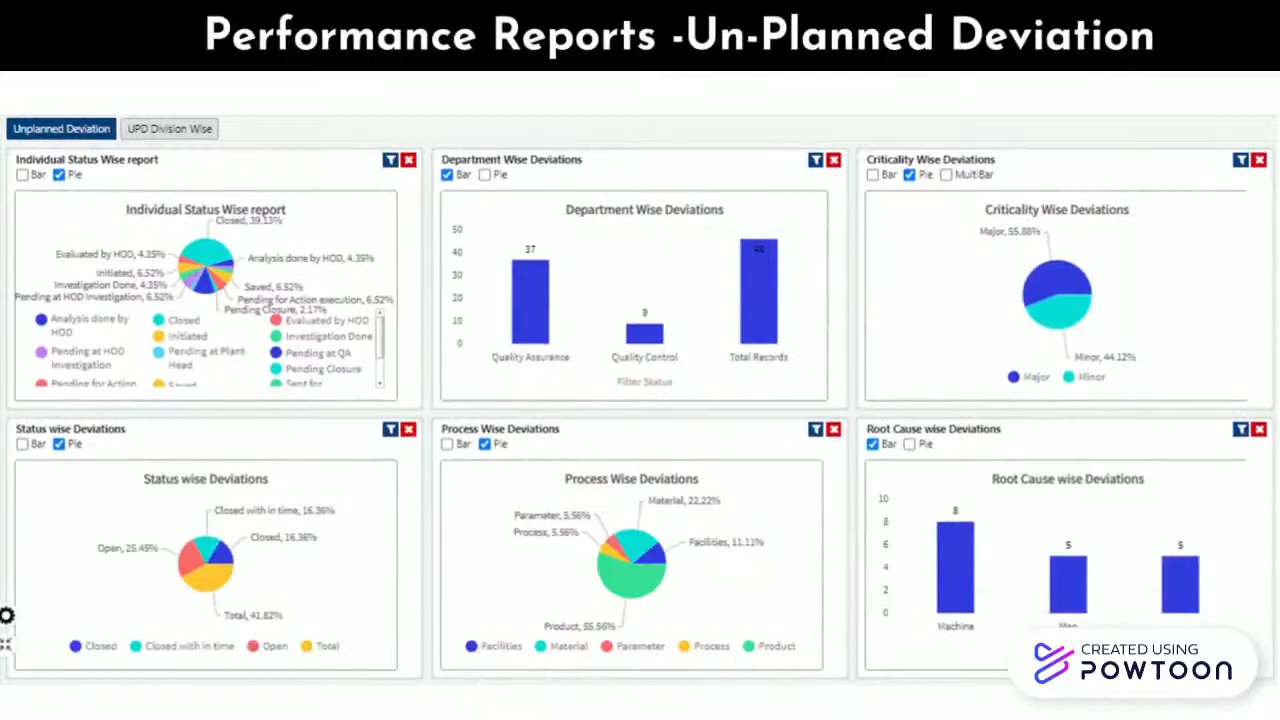 Performance Reports -Un-Planned Deviation
Unplanned Deviation
UPD Division Wise
Individual Status Wise report
Bar Pie
Individual Status Wise report
Closed, 39.13%
Evaluated by HOD, 4.35%
Analysis done by HOD, 4.35%
Initiated, 6.52%
Investigation Done, 4.35%
Saved, 6.52%
Pending at HOD Investigation, 6.52%
Pending for Action execution, 6.52%
Pending Closure, 2.17%
Analysis done by HOD
Closed
Evaluated by HOD
Initiated
Investigation Done
Pending at HOD Investigation
Pending at Plant Head
Pending at QA
Pending Closure
Pending for Action
Saved
Sent for
Department Wise Deviations
Bar Pie
Department Wise Deviations
50
40
30
20
10
0
37
9
46
Quality Assurance
Quality Control
Total Records
Filter Status
Criticality Wise Deviations
Bar Pie MultiBar
Criticality Wise Deviations
Major, 55.88%
Minor, 44.12%
Major Minor
Status wise Deviations
Bar Pie
Status wise Deviations
Closed with in time, 16.36%
Closed, 16.36%
Open, 25.45%
Total, 41.82%
Closed Closed with in time Open Total
Process Wise Deviations
Bar Pie
Process Wise Deviations
Material, 22.22%
Parameter, 5.56%
Process, 5.56%
Facilities, 11.11%
Product, 55.56%
Facilities Material Parameter Process Product
Root Cause wise Deviations
Bar Pie
Root Cause wise Deviations
10
8
6
4
2
0
8
5
5
Machine
Man
CREATED USING
POWTOON